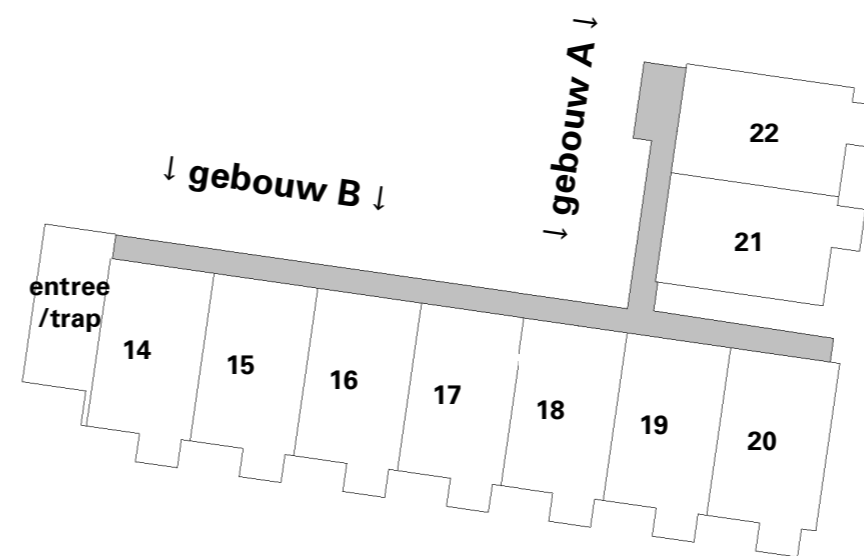 → gebouw A →
↓ gebouw B ↓
22
21
entree
/trap
14
15
16
17
18
19
20